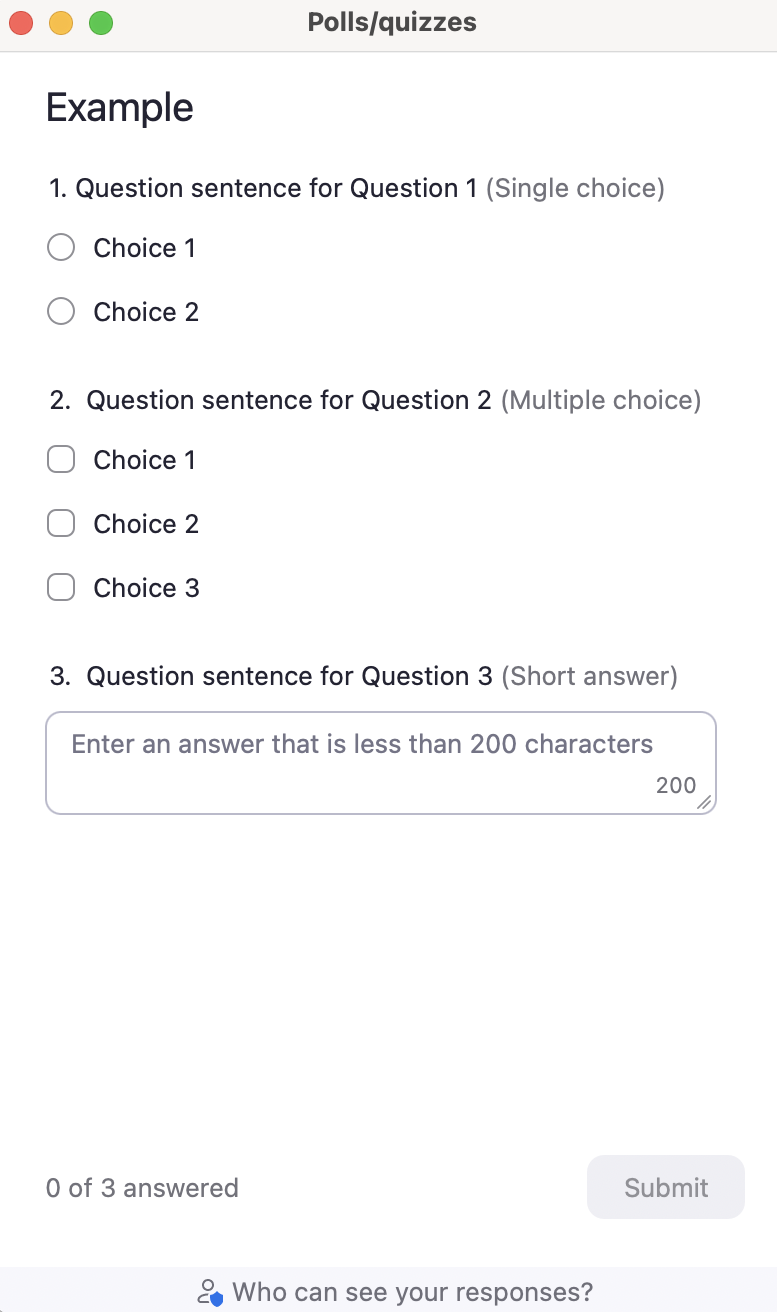 Polls/quizzes
Example
1. Question sentence for Question 1 (Single choice)
Choice 1
Choice 2
2. Question sentence for Question 2 (Multiple choice)
Choice 1
Choice 2
Choice 3
3. Question sentence for Question 3 (Short answer)
Enter an answer that is less than 200 characters
200
0 of 3 answered
Submit
Who can see your responses?